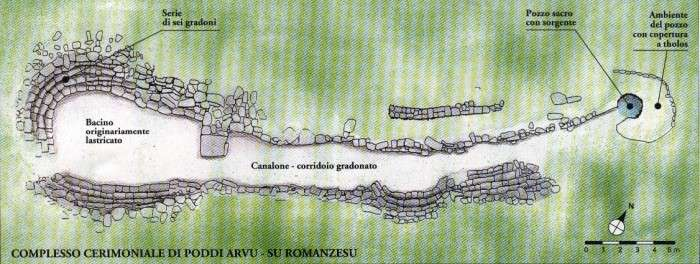 Serie
di sei gradoni
Pozzo sacro
con sorgente
Ambiente
del pozzo
con copertura
a tholos
Bacino
originariamente
lastricato
Canalone - corridoio gradonato
N
0 1 2 3 4 5 m
COMPLESSO CERIMONIALE DI PODDI ARVU - SU ROMANZESU